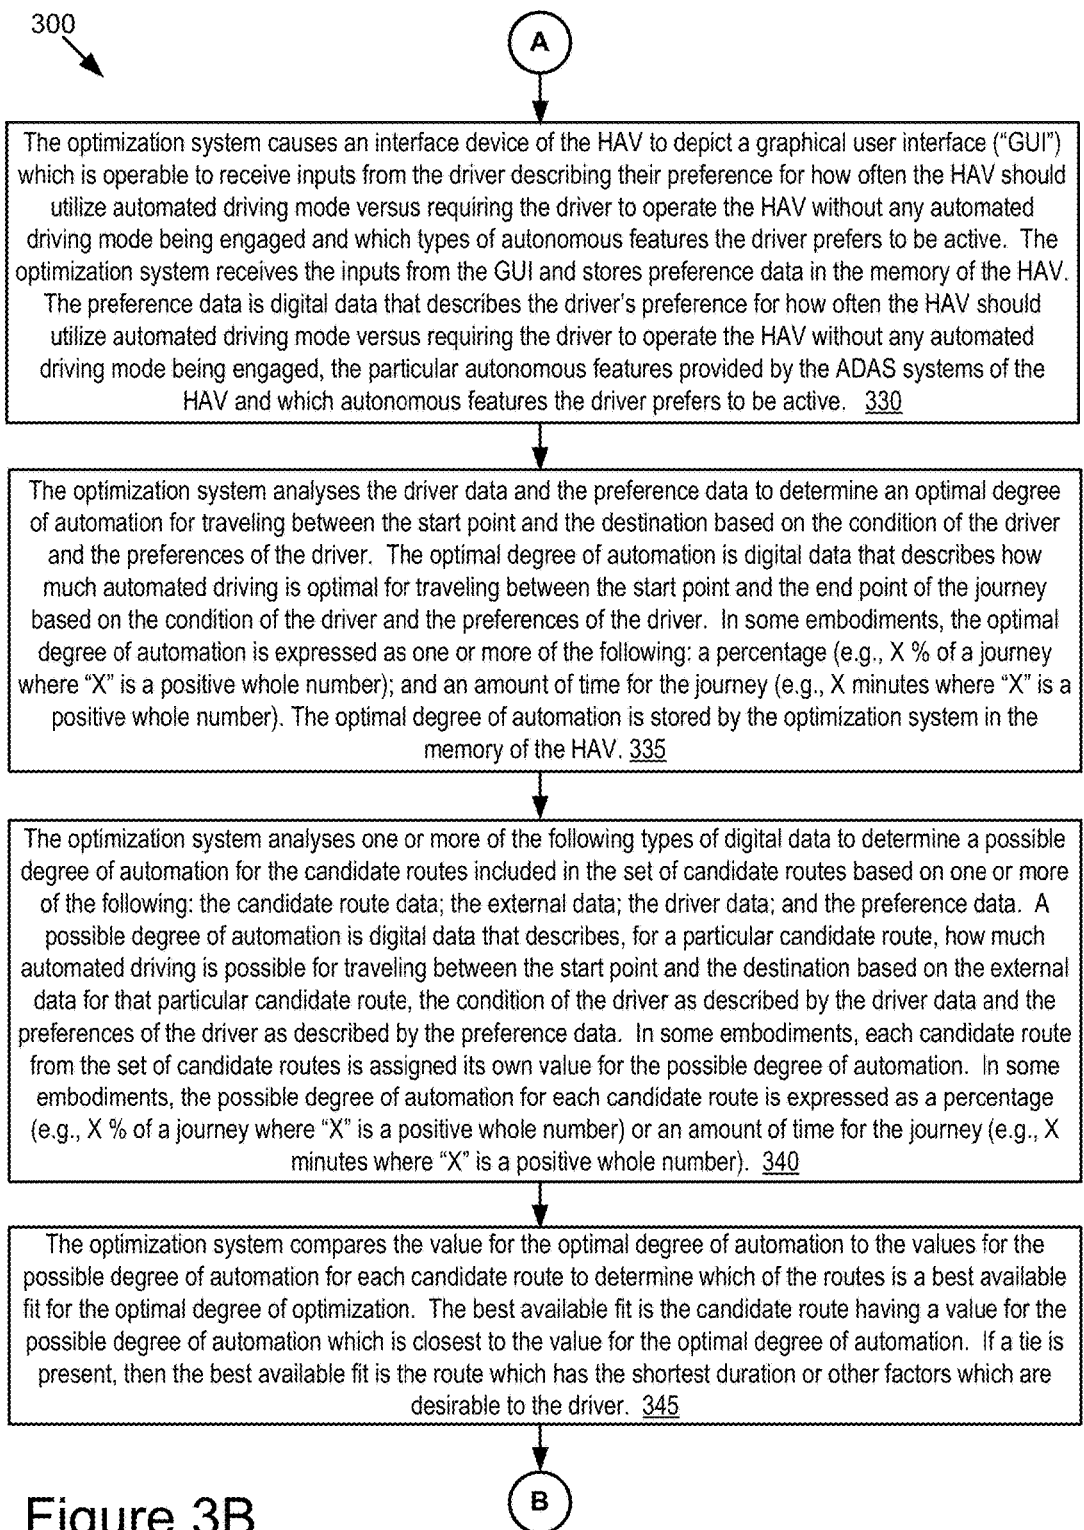 300
A
The optimization system causes an interface device of the HAV to depict a graphical user interface (“GUI”)
which is operable to receive inputs from the driver describing their preference for how often the HAV should
utilize automated driving mode versus requiring the driver to operate the HAV without any automated
driving mode being engaged and which types of autonomous features the driver prefers to be active. The
optimization system receives the inputs from the GUI and stores preference data in the memory of the HAV.
The preference data is digital data that describes the driver’s preference for how often the HAV should
utilize automated driving mode versus requiring the driver to operate the HAV without any automated
driving mode being engaged, the particular autonomous features provided by the ADAS systems of the
HAV and which autonomous features the driver prefers to be active. 330
The optimization system analyses the driver data and the preference data to determine an optimal degree
of automation for traveling between the start point and the destination based on the condition of the driver
and the preferences of the driver. The optimal degree of automation is digital data that describes how
much automated driving is optimal for traveling between the start point and the end point of the journey
based on the condition of the driver and the preferences of the driver. In some embodiments, the optimal
degree of automation is expressed as one or more of the following: a percentage (e.g., X % of a journey
where “X” is a positive whole number); and an amount of time for the journey (e.g., X minutes where “X” is a
positive whole number). The optimal degree of automation is stored by the optimization system in the
memory of the HAV. 335
The optimization system analyses one or more of the following types of digital data to determine a possible
degree of automation for the candidate routes included in the set of candidate routes based on one or more
of the following: the candidate route data; the external data; the driver data; and the preference data. A
possible degree of automation is digital data that describes, for a particular candidate route, how much
automated driving is possible for traveling between the start point and the destination based on the external
data for that particular candidate route, the condition of the driver as described by the driver data and the
preferences of the driver as described by the preference data. In some embodiments, each candidate route
from the set of candidate routes is assigned its own value for the possible degree of automation. In some
embodiments, the possible degree of automation for each candidate route is expressed as a percentage
(e.g., X % of a journey where “X” is a positive whole number) or an amount of time for the journey (e.g., X
minutes where “X” is a positive whole number). 340
The optimization system compares the value for the optimal degree of automation to the values for the
possible degree of automation for each candidate route to determine which of the routes is a best available
fit for the optimal degree of optimization. The best available fit is the candidate route having a value for the
possible degree of automation which is closest to the value for the optimal degree of automation. If a tie is
present, then the best available fit is the route which has the shortest duration or other factors which are
desirable to the driver. 345
B
Figure 3B